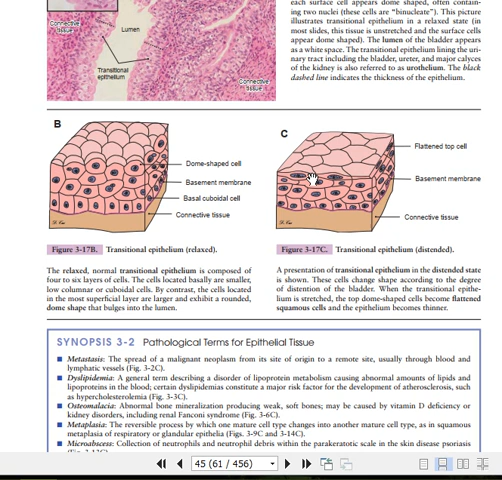 each surface cell appears dome shaped, often contain-
ing two nuclei (these cells are "binucleate"). This picture
illustrates transitional epithelium in a relaxed state (in
most slides, this tissue is unstretched and the surface cells
appear dome shaped). The lumen of the bladder appears
as a white space. The transitional epithelium lining the uri-
nary tract including the bladder, ureter, and major calyces
of the kidney is also referred to as urothelium. The black
dashed line indicates the thickness of the epithelium.
Connective
tissue
Lumen
Transitional
epithelium
Connective
tissue
B
Dome-shaped cell
Basement membrane
Basal cuboidal cell
Connective tissue
C
Flattened top cell
Basement membrane
Connective tissue
Figure 3-17B. Transitional epithelium (relaxed).
The relaxed, normal transitional epithelium is composed of
four to six layers of cells. The cells located basally are smaller,
low columnar or cuboidal cells. By contrast, the cells located
in the most superficial layer are larger and exhibit a rounded,
dome shape that bulges into the lumen.
Figure 3-17C. Transitional epithelium (distended).
A presentation of transitional epithelium in the distended state
is shown. These cells change shape according to the degree
of distention of the bladder. When the transitional epithe-
lium is stretched, the top dome-shaped cells become flattened
squamous cells and the epithelium becomes thinner.
SYNOPSIS 3-2 Pathological Terms for Epithelial Tissue
■ Metastasis: The spread of a malignant neoplasm from its site of origin to a remote site, usually through blood and
lymphatic vessels (Fig. 3-2C).
■ Dyslipidemia: A general term describing a disorder of lipoprotein metabolism causing abnormal amounts of lipids and
lipoproteins in the blood; certain dyslipidemias constitute a major risk factor for the development of atherosclerosis, such
as hypercholesterolemia (Fig. 3-3C).
■ Osteomalacia: Abnormal bone mineralization producing weak, soft bones; may be caused by vitamin D deficiency or
kidney disorders, including renal Fanconi syndrome (Fig. 3-6C).
■ Metaplasia: The reversible process by which one mature cell type changes into another mature cell type, as in squamous
metaplasia of respiratory or glandular epithelia (Figs. 3-9C and 3-14C).
■ Microabscess: Collection of neutrophils and neutrophil debris within the parakeratotic scale in the skin disease psoriasis
45 (61 / 456)